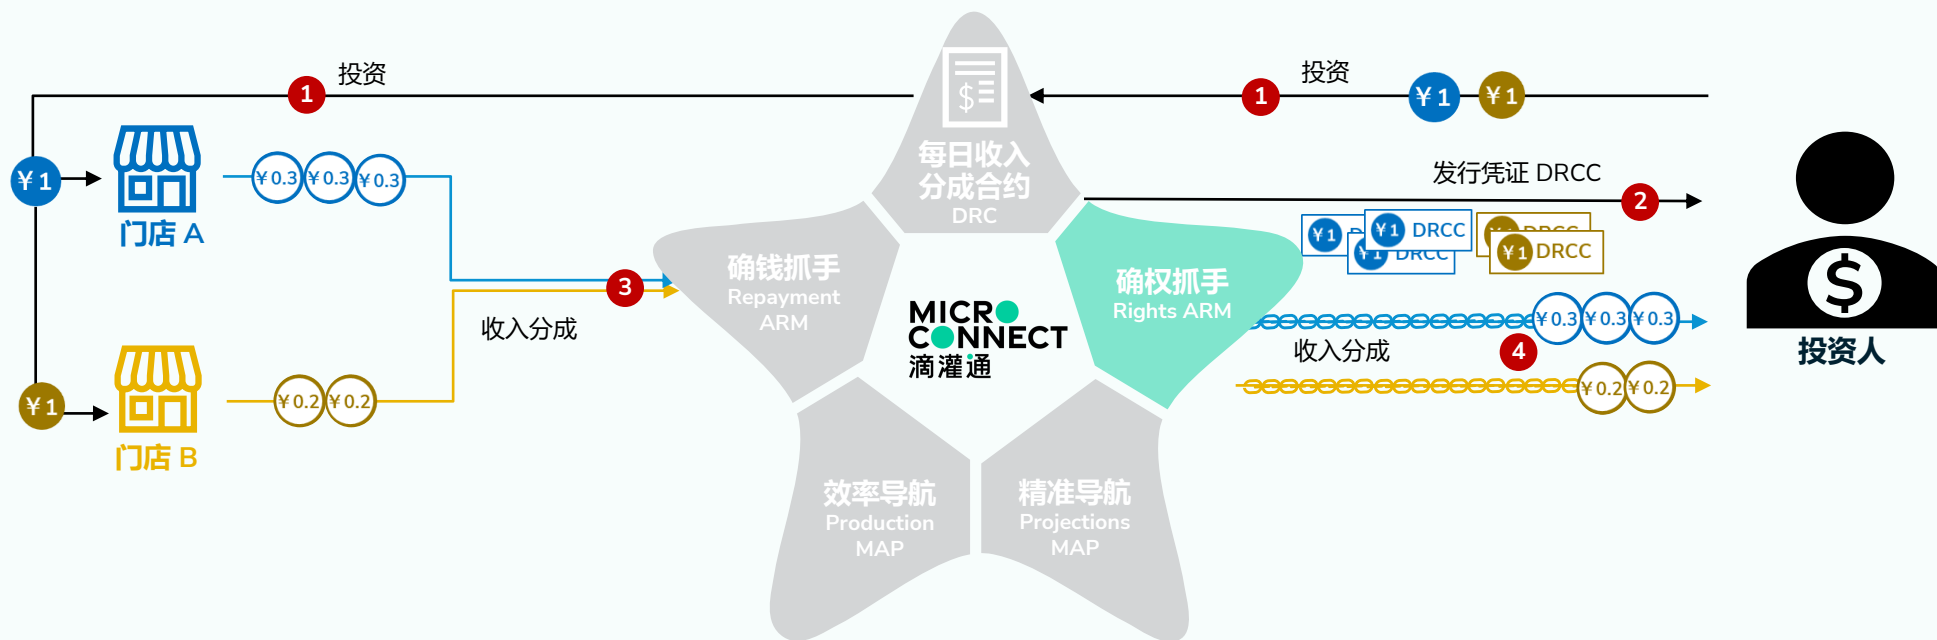 投资
1
投资
1
¥ 1
¥ 1
每日收入
分成合约
DRC
¥ 1
门店 A
¥ 0.3
¥ 0.3
¥ 0.3
发行凭证 DRCC
2
¥1
¥1 DRCC
¥1 DRCC
¥1 DRCC
¥1 DRCC
确钱抓手
Repayment
ARM
确权抓手
Rights ARM
3
收入分成
MICRO
CONNECT
滴灌通
¥ 0.3
¥ 0.3
¥ 0.3
收入分成
4
¥ 0.2
¥ 0.2
投资人
¥ 1
门店 B
¥ 0.2
¥ 0.2
效率导航
Production
MAP
精准导航
Projections
MAP